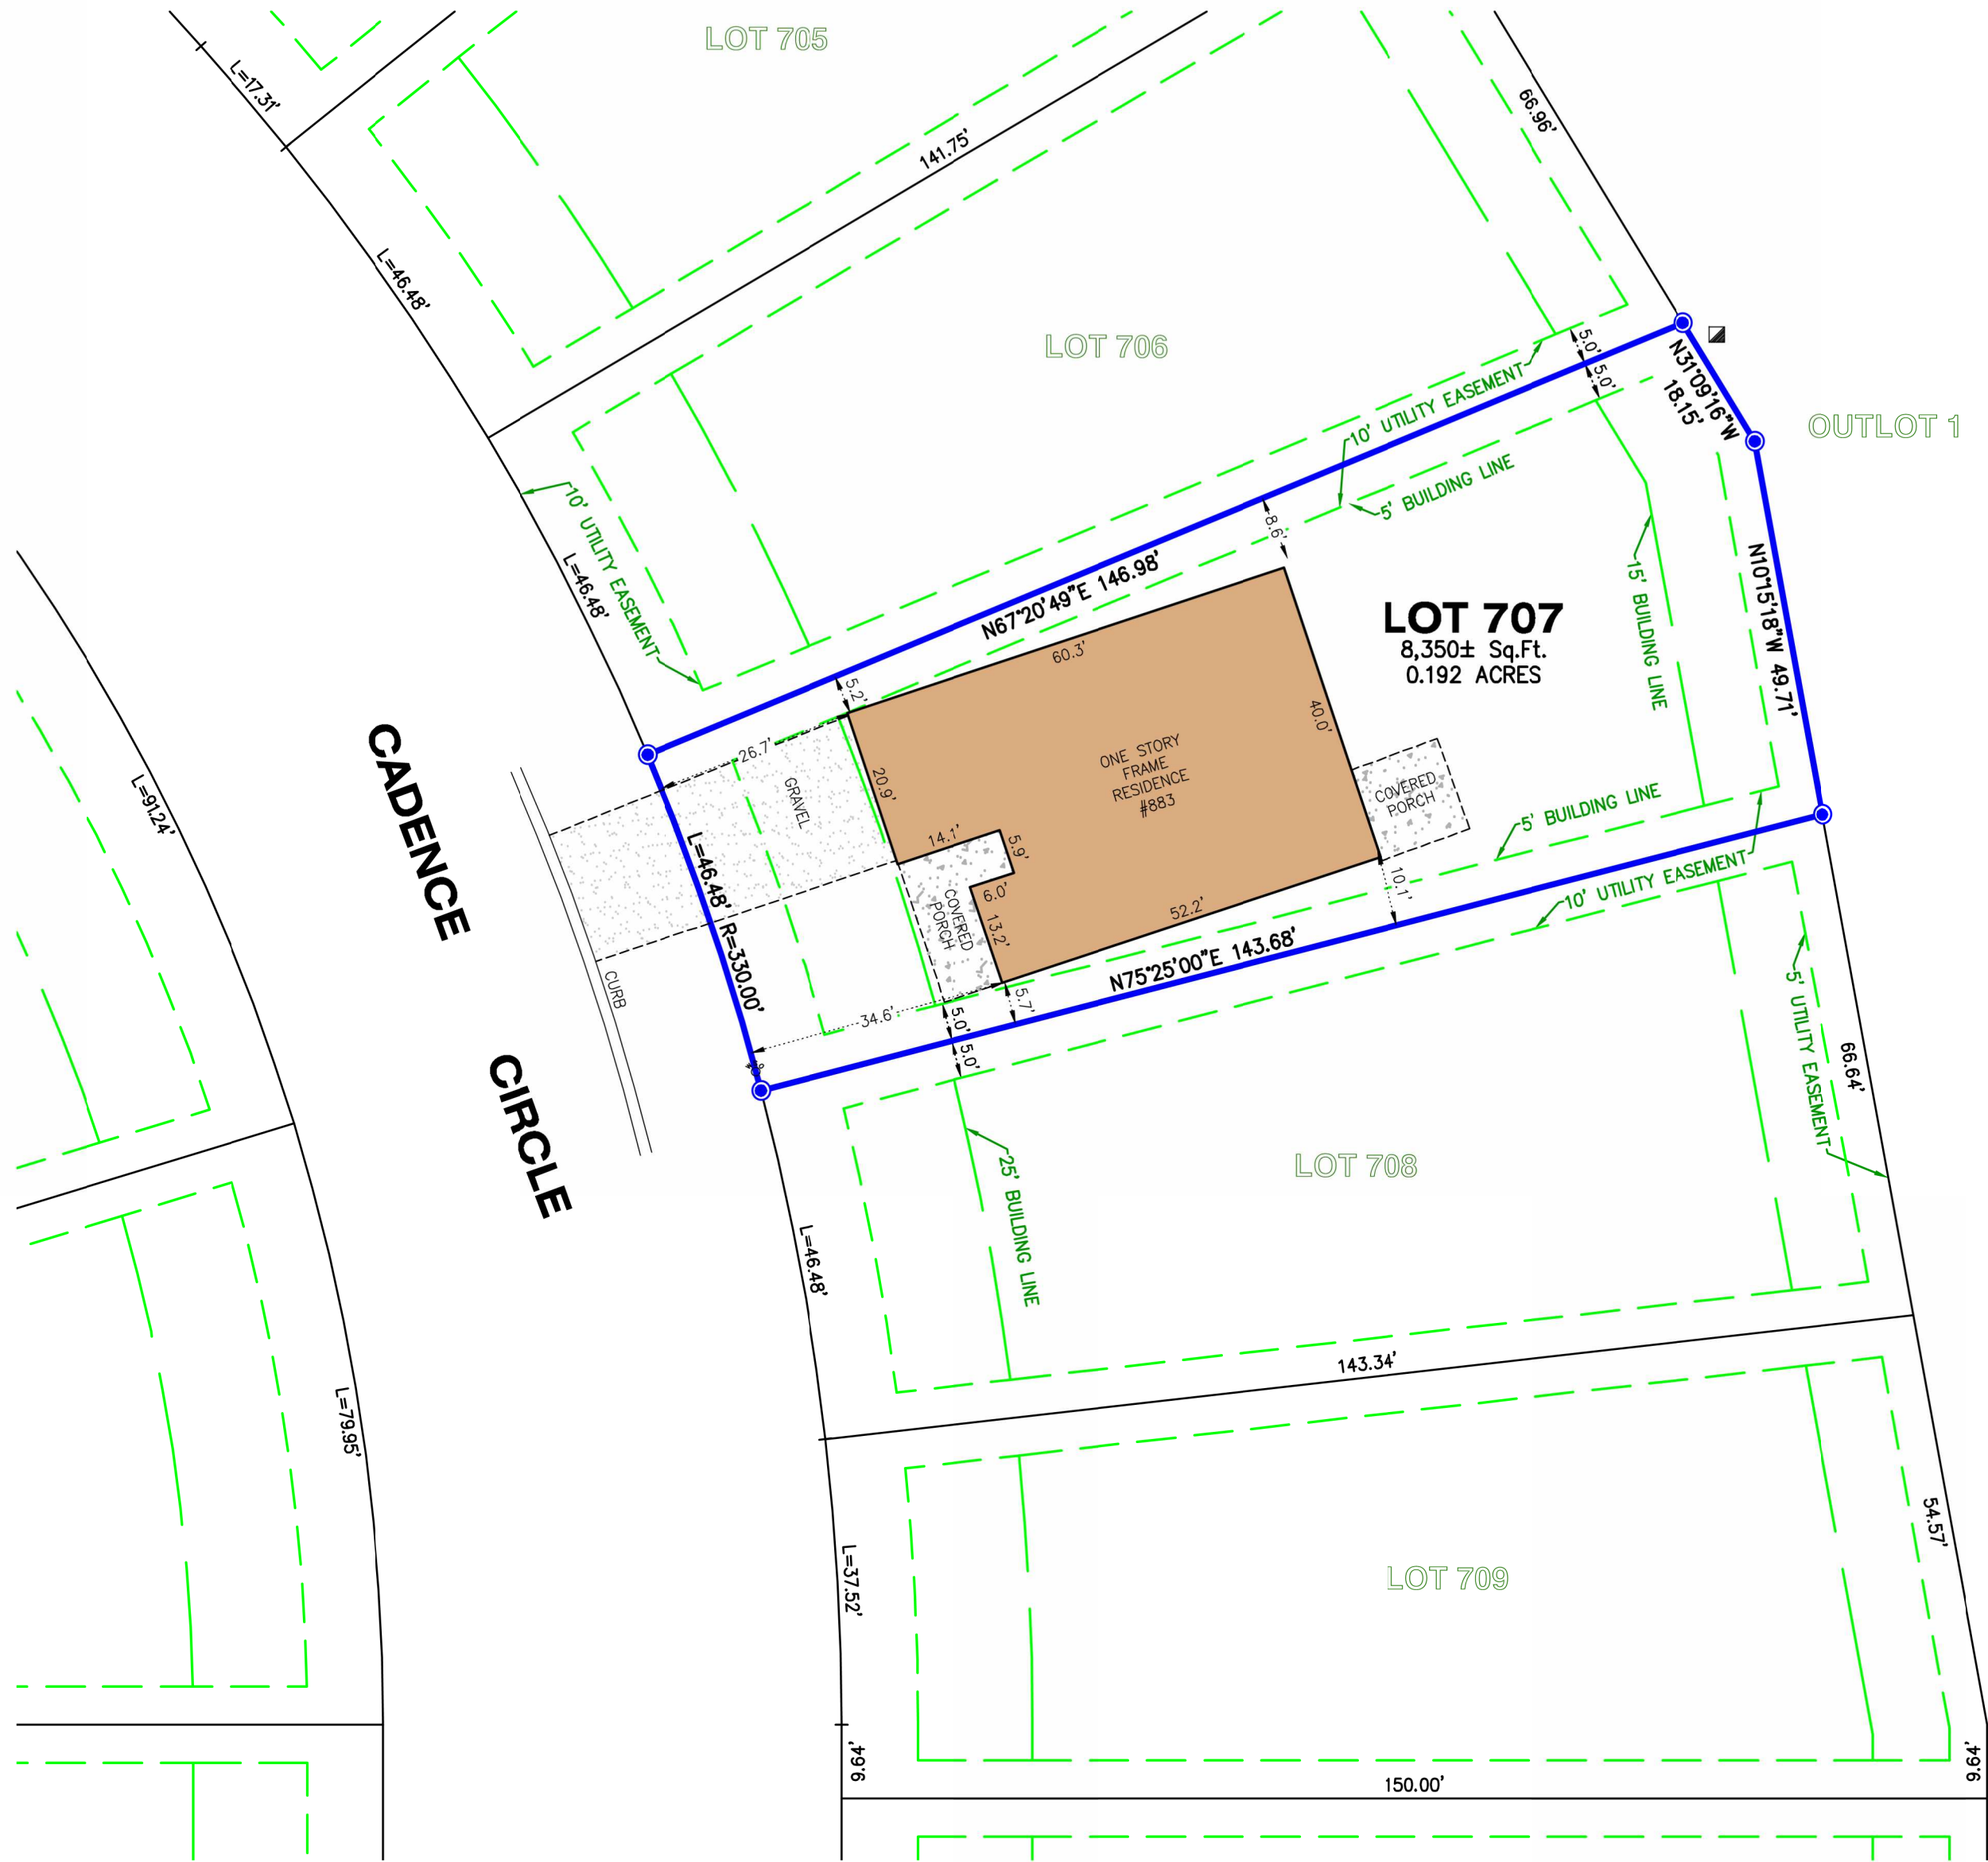 LOT 705
L=17.31'
141.75'
66.96'
L=46.48'
LOT 706
5.0'
5.0'
N31°09'16"W
18.15'
OUTLOT 1
10' UTILITY EASEMENT
5' BUILDING LINE
10' UTILITY EASEMENT
L=46.48'
8.6'
N67°20'49"E 146.98'
LOT 707
8,350± Sq.Ft.
0.192 ACRES
15' BUILDING LINE
N10°15'18"W 49.71'
60.3'
5.2'
40.0'
26.7'
20.9'
GRAVEL
ONE STORY
FRAME
RESIDENCE
#883
COVERED
PORCH
CADENCE
CIRCLE
L=91.24'
14.1'
5.9'
6.0'
13.2'
COVERED
PORCH
52.2'
10.1'
5' BUILDING LINE
10' UTILITY EASEMENT
L=46.48' R=330.00'
CURB
34.6'
5.7'
N75°25'00"E 143.68'
5.0'
5.0'
5' UTILITY EASEMENT
66.64'
LOT 708
25' BUILDING LINE
L=46.48'
143.34'
L=79.95'
54.57'
L=37.52'
LOT 709
9.64'
150.00'
9.64'